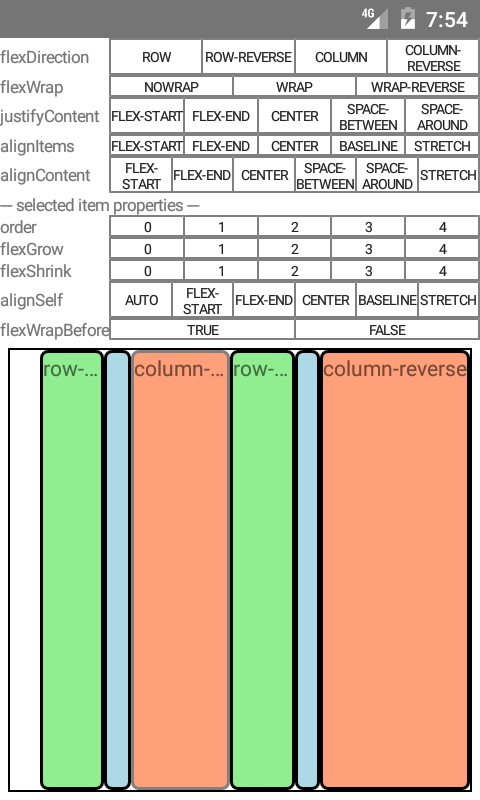 4G 7:54
flexDirection ROW ROW-REVERSE COLUMN COLUMN-
REVERSE
flexWrap NOWRAP WRAP WRAP-REVERSE
justifyContent FLEX-START FLEX-END CENTER SPACE-
BETWEEN SPACE-
AROUND
alignItems FLEX-START FLEX-END CENTER BASELINE STRETCH
alignContent FLEX-
START FLEX-END CENTER SPACE-
BETWEEN SPACE-
AROUND STRETCH
--- selected item properties ---
order 0 1 2 3 4
flexGrow 0 1 2 3 4
flexShrink 0 1 2 3 4
alignSelf AUTO FLEX-
START FLEX-END CENTER BASELINE STRETCH
flexWrapBefore TRUE FALSE
row-... column-... row-... column-reverse